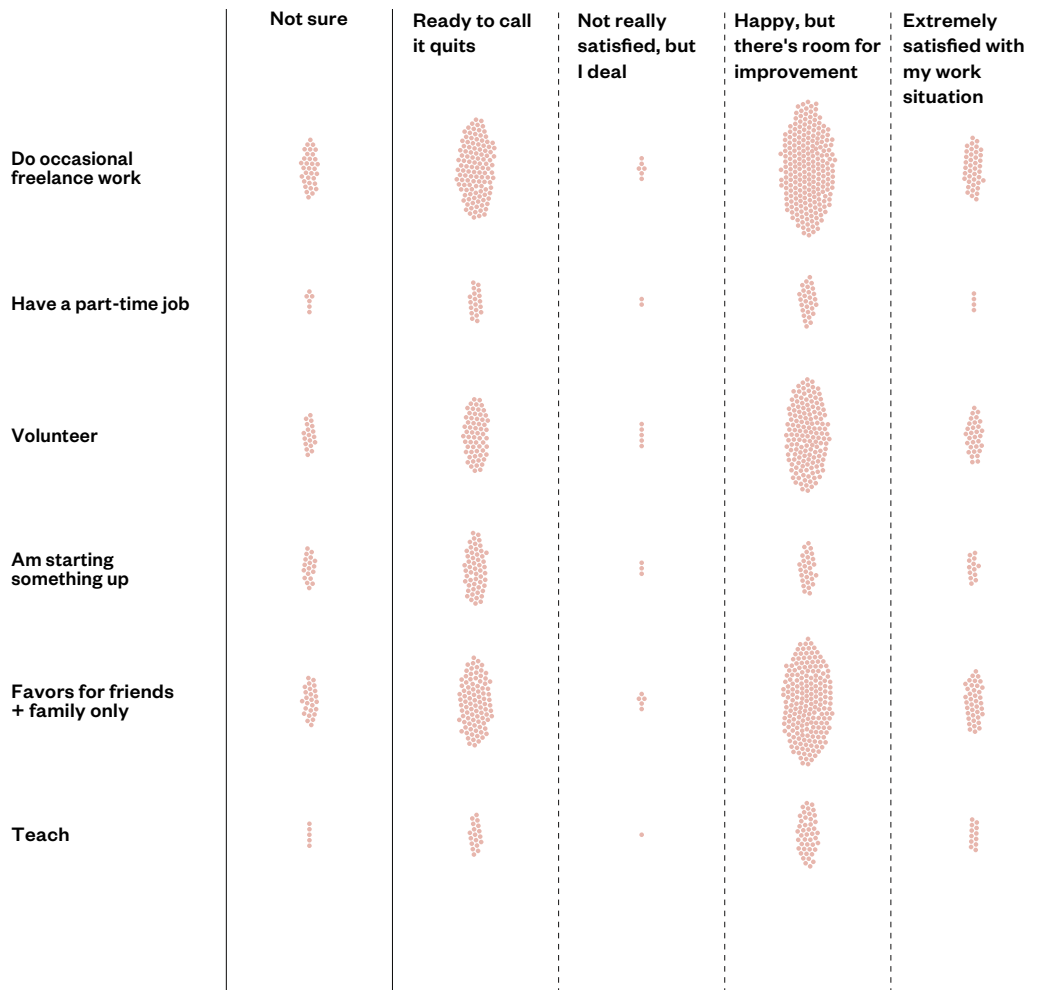 Not sure
Ready to call
it quits
Not really
satisfied, but
I deal
Happy, but
there's room for
improvement
Extremely
satisfied with
my work
situation
Do occasional
freelance work
Have a part-time job
Volunteer
Am starting
something up
Favors for friends
+ family only
Teach